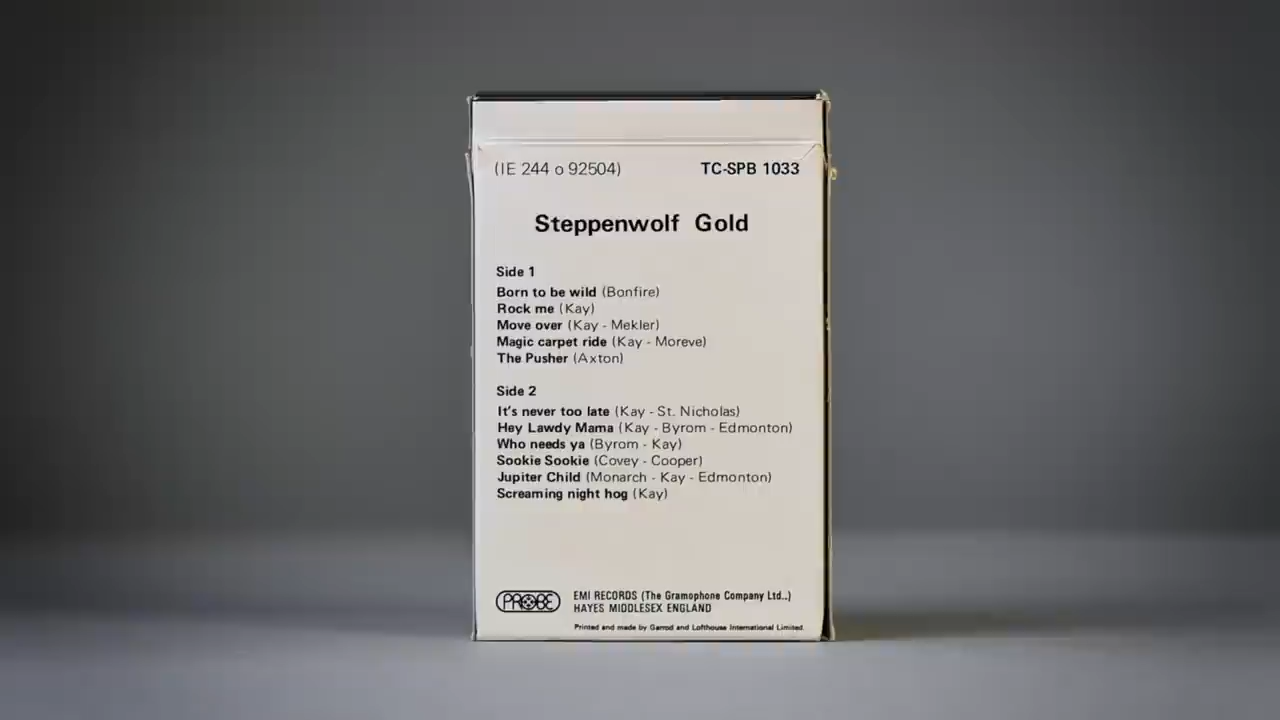 (IE 244 o 92504) TC-SPB 1033
Steppenwolf Gold
Side 1
Born to be wild (Bonfire)
Rock me (Kay)
Move over (Kay - Mekler)
Magic carpet ride (Kay - Moreve)
The Pusher (Axton)
Side 2
It's never too late (Kay - St. Nicholas)
Hey Lawdy Mama (Kay - Byrom - Edmonton)
Who needs ya (Byrom - Kay)
Sookie Sookie (Covey - Cooper)
Jupiter Child (Monarch - Kay - Edmonton)
Screaming night hog (Kay)
PROBE
EMI RECORDS (The Gramophone Company Ltd..)
HAYES MIDDLESEX ENGLAND
Printed and made by Garrod and Lofthouse International Limited.